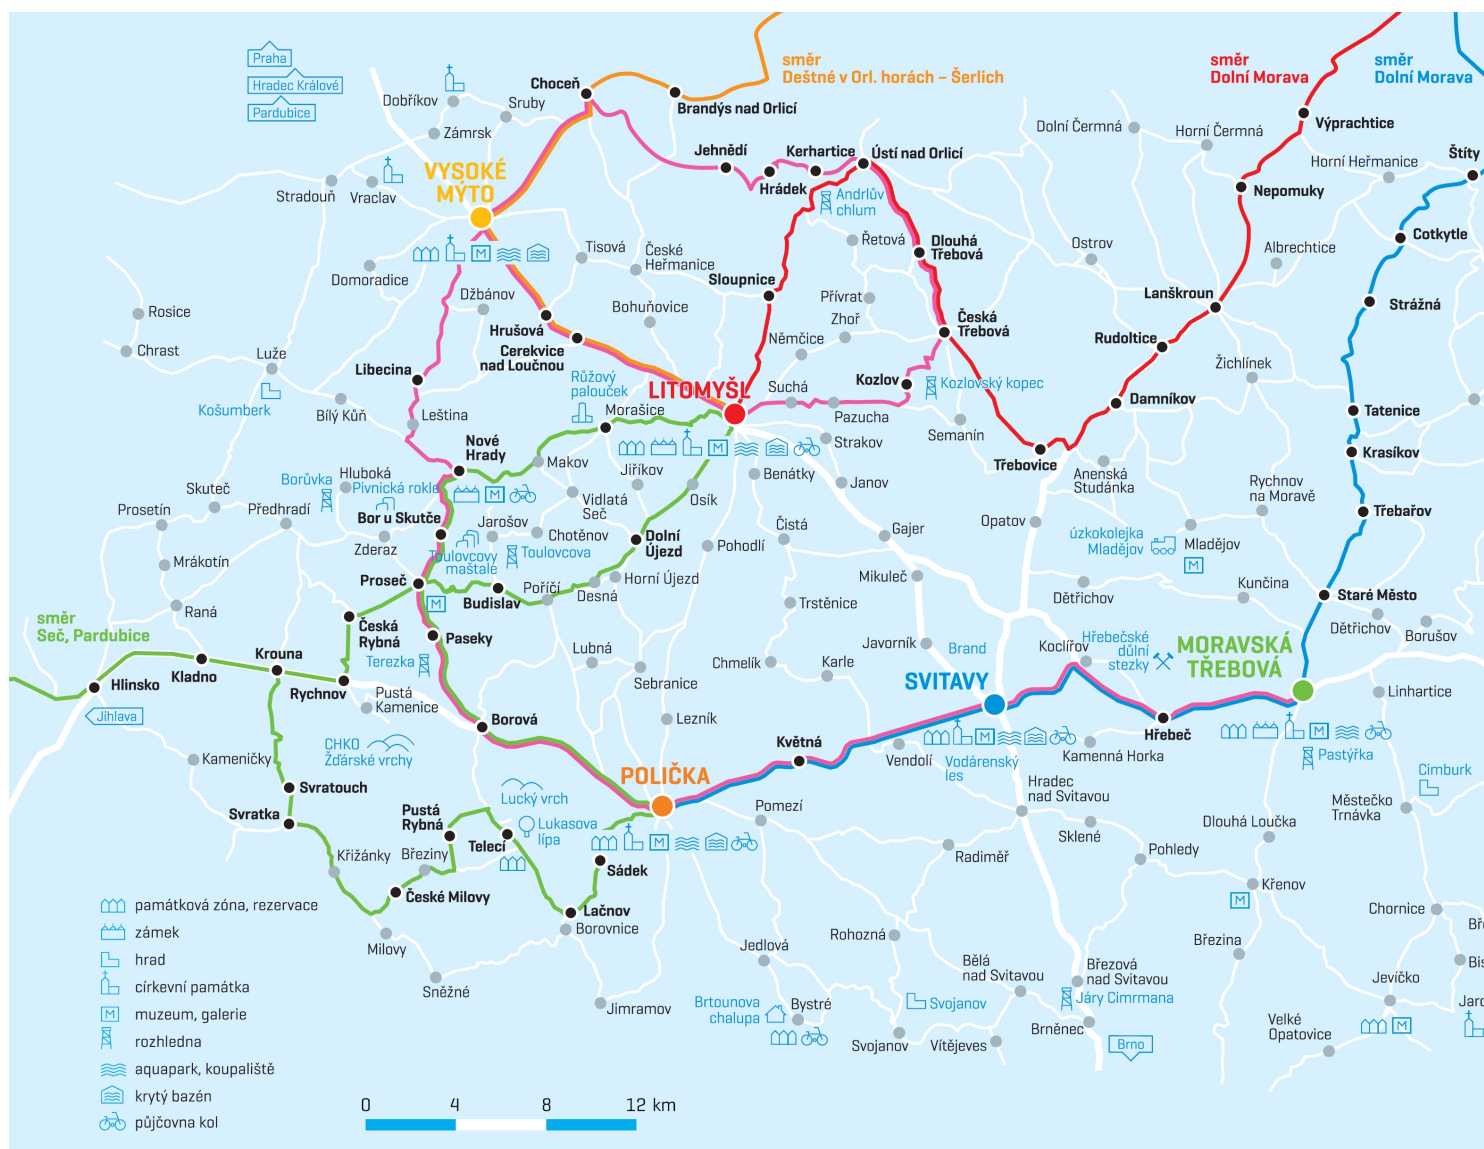 Praha
Hradec Králové
Pardubice
směr
Deštné v Orl. horách – Šerlich
směr
Dolní Morava
směr
Dolní Morava
Choceň
Dobříkov
Sruby
Brandýs nad Orlicí
Zámrsk
Výprachtice
Dolní Čermná
Horní Čermná
Jehnědí
Kerhartice
Ústí nad Orlicí
Štíty
Horní Heřmanice
VYSOKÉ
MÝTO
Hrádek
Nepomuky
Stradouň
Vraclav
Andrlův
chlum
Řetová
Dlouhá
Třebová
Cotkytle
Ostrov
Albrechtice
Tisová
České
Heřmanice
Domoradice
Sloupnice
Džbánov
Přívrat
Lanškroun
Strážná
Bohuňovice
Rosice
Zhoř
Česká
Třebová
Hrušová
Němčice
Rudoltice
Chrast
Luže
Cerekvice
nad Loučnou
Žichlínek
Libecina
Růžový
palouček
LITOMYŠL
Suchá
Kozlov
Kozlovský kopec
Košumberk
Bílý Kůň
Leština
Morašice
Pazucha
Damníkov
Tatenice
Semanín
Strakov
Nové
Hrady
Třebovice
Krasíkov
Makov
Jiříkov
Benátky
Janov
Anenská
Studánka
Borůvka
Hluboká
Pivnická rokle
Rychnov
na Moravě
Skuteč
Vidlatá
Seč
Osík
Prosetín
Předhradí
Bor u Skutče
Jarošov
Čistá
Gajer
Opatov
Třebařov
Zderaz
Chotěnov
Dolní
Újezd
Pohodlí
úzkokolejka
Mladějov
Mladějov
Toulovcovy
maštale
Toulovcova
Mrákotín
Mikuleč
Proseč
Poříčí
Horní Újezd
Kunčina
Raná
Budislav
Desná
Trstěnice
Dětřichov
Staré Město
směr
Seč, Pardubice
Česká
Rybná
Paseky
Dětřichov
Borušov
Lubná
Javorník
Brand
Koclířov
Hřebečské
důlní
stezky
MORAVSKÁ
TŘEBOVÁ
Krouna
Terezka
Chmelík
Karle
Kladno
Hlinsko
Rychnov
Sebranice
SVITAVY
Linhartice
Pustá
Kamenice
Jihlava
Lezník
Borová
Hřebeč
CHKO
Žďárské vrchy
Květná
Kamenná Horka
Kameničky
Vendolí
Vodárenský
les
Pastýřka
POLIČKA
Cimburk
Svratouch
Lucký vrch
Hradec
nad Svitavou
Městečko
Trnávka
Svratka
Pustá
Rybná
Lukasova
lípa
Pomezí
Dlouhá Loučka
Sklené
Telecí
Křižánky
Březiny
Radiměř
Pohledy
Sádek
České Milovy
Křenov
Lačnov
Chornice
památková zóna, rezervace
Borovnice
zámek
Milovy
Rohozná
Jedlová
Březina
hrad
Bělá
nad Svitavou
Březová
nad Svitavou
církevní památka
Sněžné
Jevíčko
Jimramov
Brtounova
chalupa
Bystré
Svojanov
Járy Cimrmana
muzeum, galerie
Velké
Opatovice
rozhledna
Svojanov
Vítějeves
Brněnec
Brno
aquapark, koupaliště
krytý bazén
půjčovna kol
0 4 8 12 km